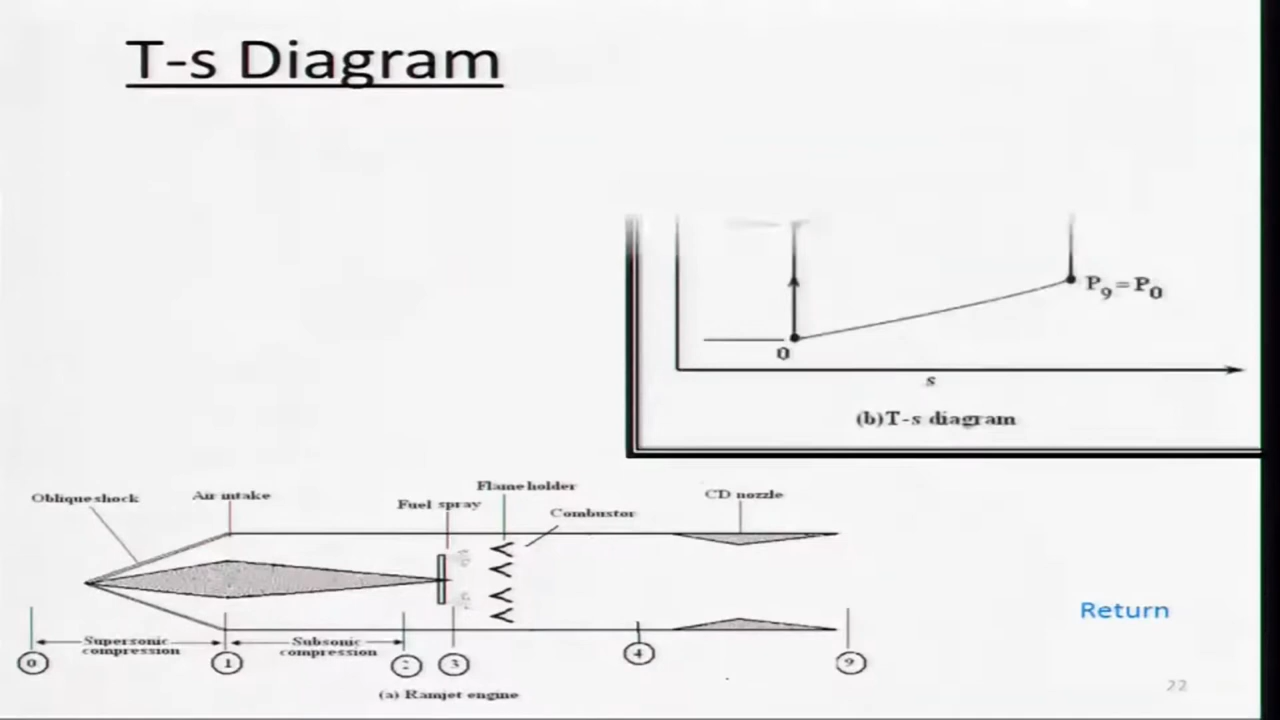 T-s Diagram
P9=P0
0
s
(b)T-s diagram
Oblique shock
Air intake
Fuel spray
Flame holder
Combustor
CD nozzle
Supersonic
compression
Subsonic
compression
0
1
2
3
4
9
(a) Ramjet engine
Return
22